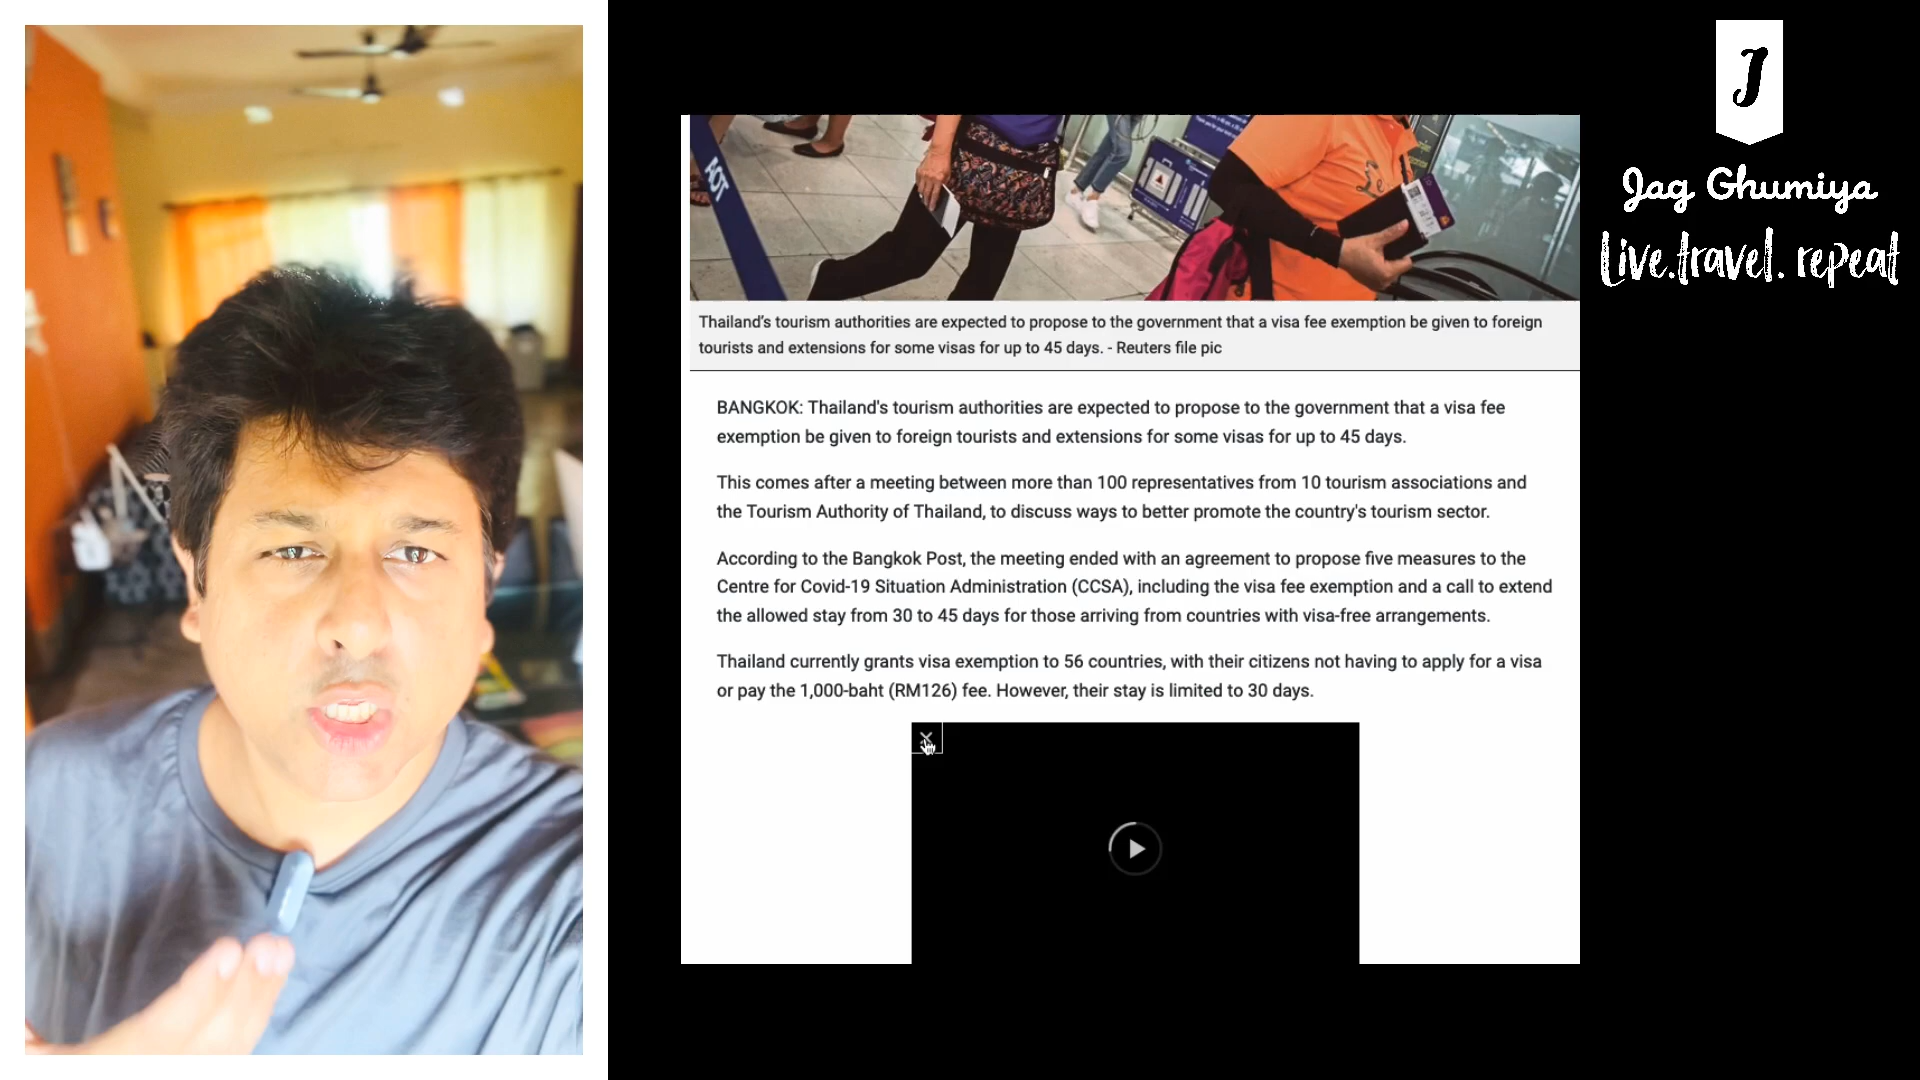 J
Jag Ghumiya
Live.travel. repeat
AOT
Thailand's tourism authorities are expected to propose to the government that a visa fee exemption be given to foreign
tourists and extensions for some visas for up to 45 days. - Reuters file pic
BANGKOK: Thailand's tourism authorities are expected to propose to the government that a visa fee
exemption be given to foreign tourists and extensions for some visas for up to 45 days.
This comes after a meeting between more than 100 representatives from 10 tourism associations and
the Tourism Authority of Thailand, to discuss ways to better promote the country's tourism sector.
According to the Bangkok Post, the meeting ended with an agreement to propose five measures to the
Centre for Covid-19 Situation Administration (CCSA), including the visa fee exemption and a call to extend
the allowed stay from 30 to 45 days for those arriving from countries with visa-free arrangements.
Thailand currently grants visa exemption to 56 countries, with their citizens not having to apply for a visa
or pay the 1,000-baht (RM126) fee. However, their stay is limited to 30 days.